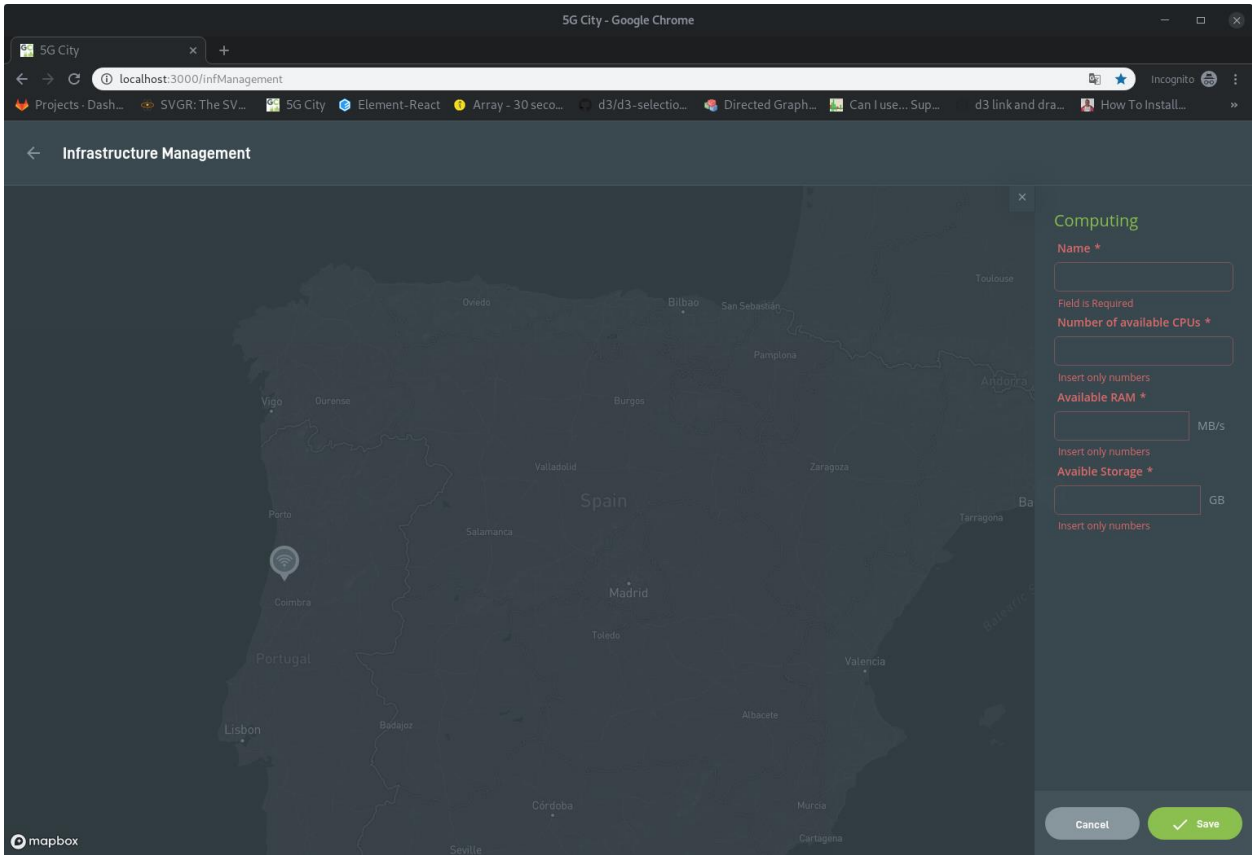 5G City - Google Chrome
5G City
localhost:3000/infManagement
Incognito
Projects · Dash...
SVGR: The SV...
5G City
Element-React
Array - 30 seco...
d3/d3-selectio...
Directed Graph...
Can I use... Sup...
d3 link and dra...
How To Install...
Infrastructure Management
Computing
Name *
Field is Required
Number of available CPUs *
Insert only numbers
Available RAM *
MB/s
Insert only numbers
Avaible Storage *
GB
Insert only numbers
Cancel
Save
Toulouse
Oviedo
Bilbao
San Sebastián
Pamplona
Andorra
Vigo
Ourense
Burgos
Valladolid
Zaragoza
Spain
Ba
Porto
Tarragona
Salamanca
Madrid
Coimbra
Balearic S
Toledo
Portugal
Valencia
Lisbon
Badajoz
Albacete
Córdoba
Murcia
mapbox
Cartagena
Seville